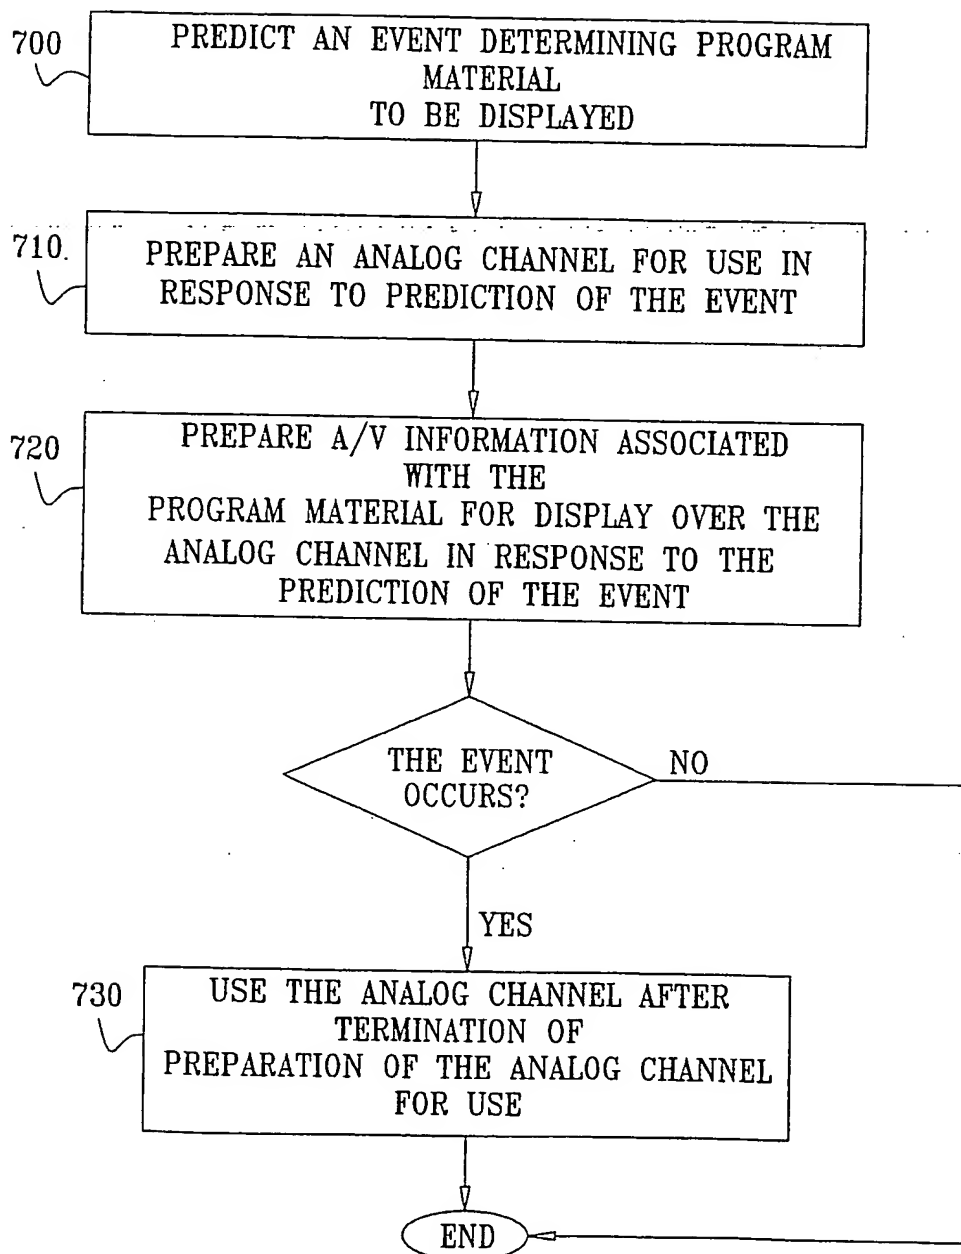 700
PREDICT AN EVENT DETERMINING PROGRAM
MATERIAL
TO BE DISPLAYED
710
PREPARE AN ANALOG CHANNEL FOR USE IN
RESPONSE TO PREDICTION OF THE EVENT
720
PREPARE A/V INFORMATION ASSOCIATED
WITH THE
PROGRAM MATERIAL FOR DISPLAY OVER THE
ANALOG CHANNEL IN RESPONSE TO THE
PREDICTION OF THE EVENT
THE EVENT
OCCURS?
NO
YES
730
USE THE ANALOG CHANNEL AFTER
TERMINATION OF
PREPARATION OF THE ANALOG CHANNEL
FOR USE
END